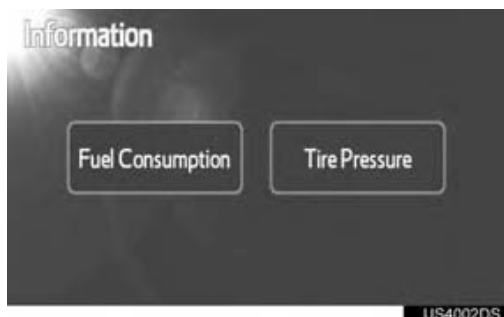 Information
Fuel Consumption
Tire Pressure
US4002DS